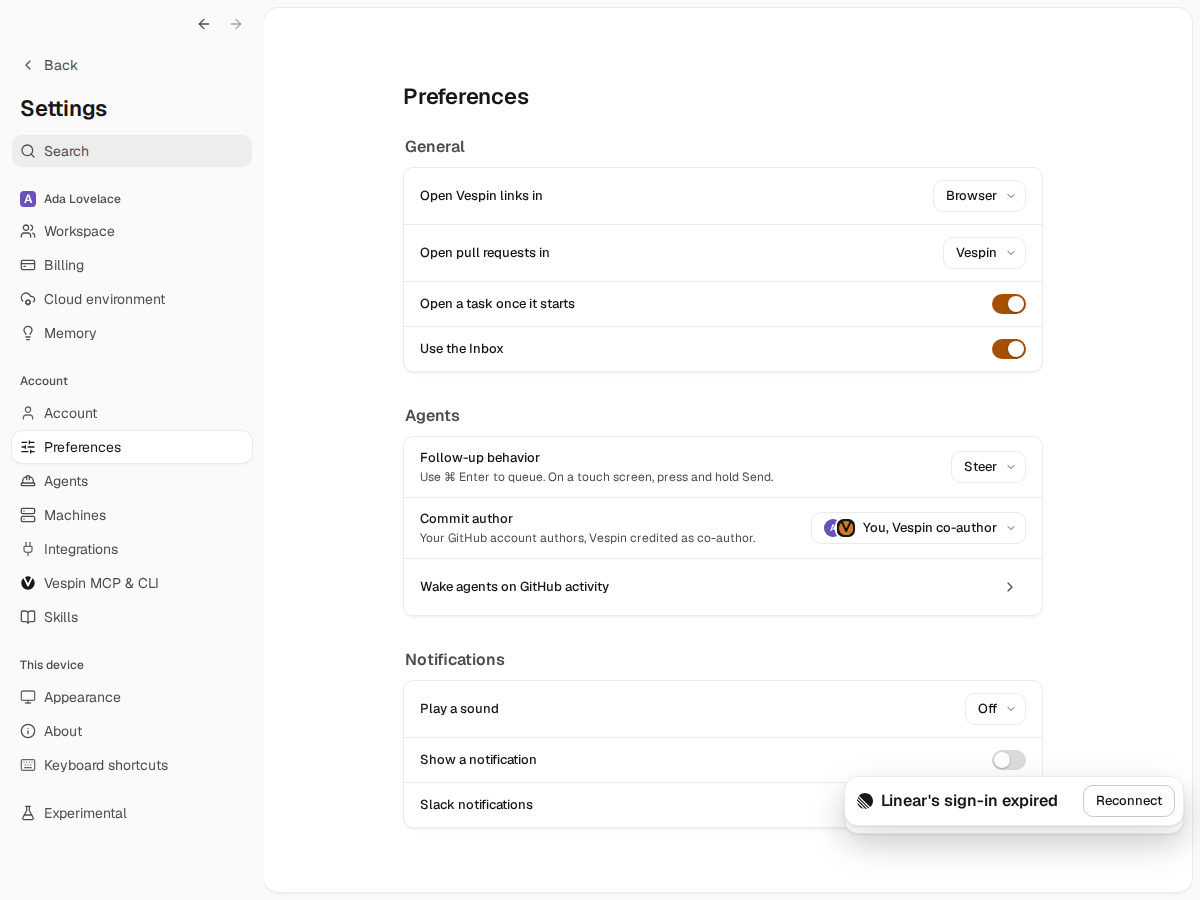 Back
Settings
Search
A Ada Lovelace
Workspace
Billing
Cloud environment
Memory
Account
Account
Preferences
Agents
Machines
Integrations
Vespin MCP & CLI
Skills
This device
Appearance
About
Keyboard shortcuts
Experimental
Preferences
General
Open Vespin links in
Browser
Open pull requests in
Vespin
Open a task once it starts
Use the Inbox
Agents
Follow-up behavior
Use ⌘ Enter to queue. On a touch screen, press and hold Send.
Steer
Commit author
Your GitHub account authors, Vespin credited as co-author.
A You, Vespin co-author
Wake agents on GitHub activity
Notifications
Play a sound
Off
Show a notification
Slack notifications
Linear's sign-in expired
Reconnect